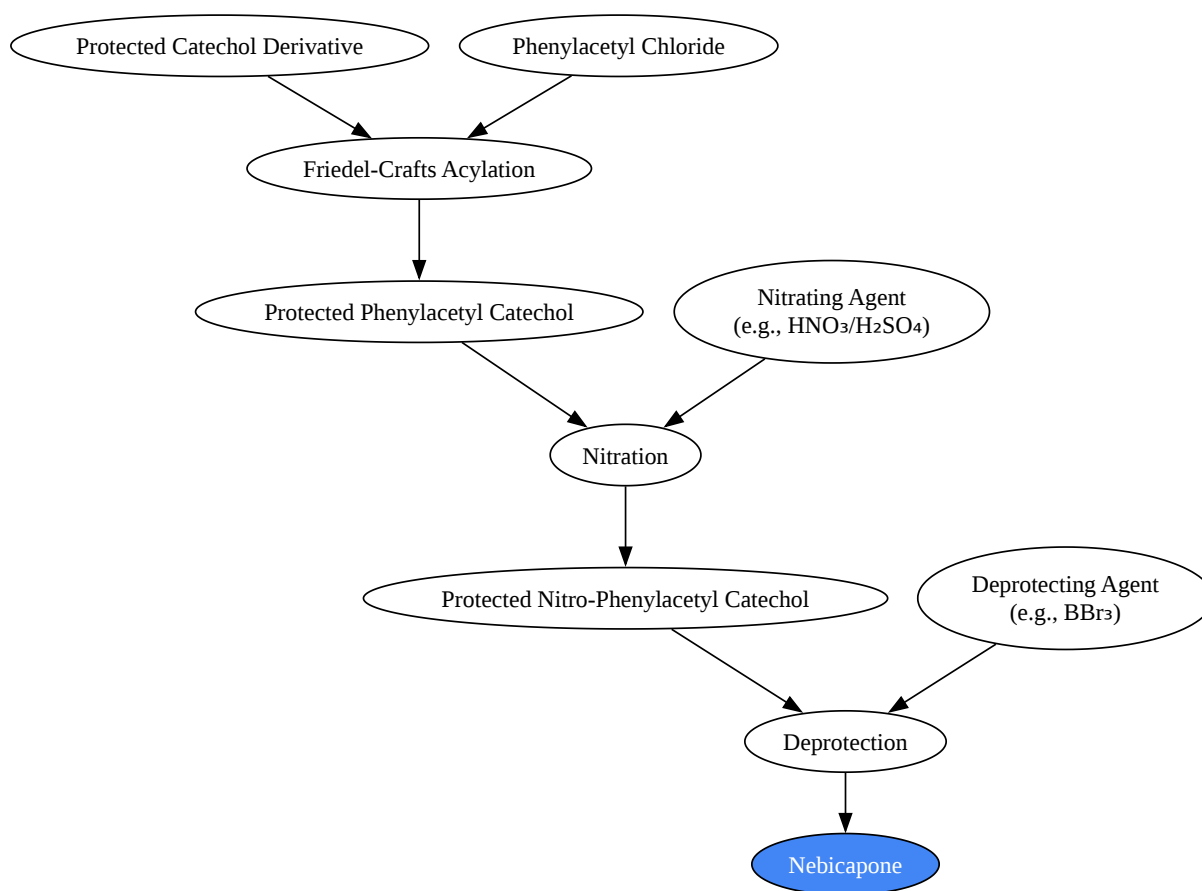 Protected Catechol Derivative
Phenylacetyl Chloride
Friedel-Crafts Acylation
Protected Phenylacetyl Catechol
Nitrating Agent
(e.g., HNO₃/H₂SO₄)
Nitration
Protected Nitro-Phenylacetyl Catechol
Deprotecting Agent
(e.g., BBr₃)
Deprotection
Nebicapone